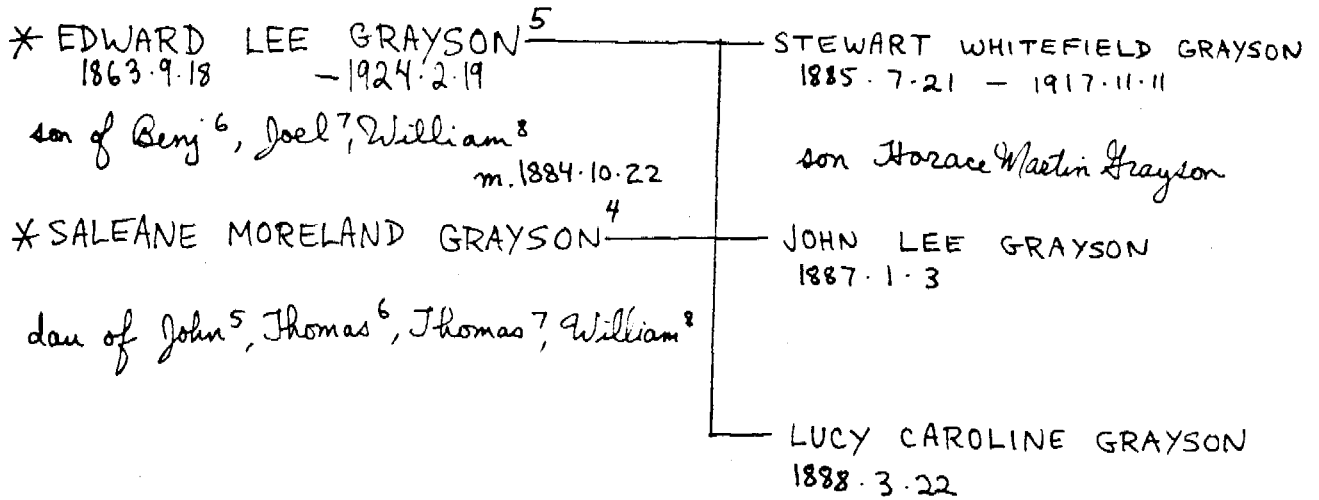 * EDWARD LEE GRAYSON⁵
1863·9·18 – 1924·2·19
son of Benj⁶, Joel⁷, William⁸
m. 1884·10·22
* SALEANE MORELAND GRAYSON⁴
dau of John⁵, Thomas⁶, Thomas⁷, William⁸
STEWART WHITEFIELD GRAYSON
1885·7·21 – 1917·11·11
son Horace Martin Grayson
JOHN LEE GRAYSON
1887·1·3
LUCY CAROLINE GRAYSON
1888·3·22